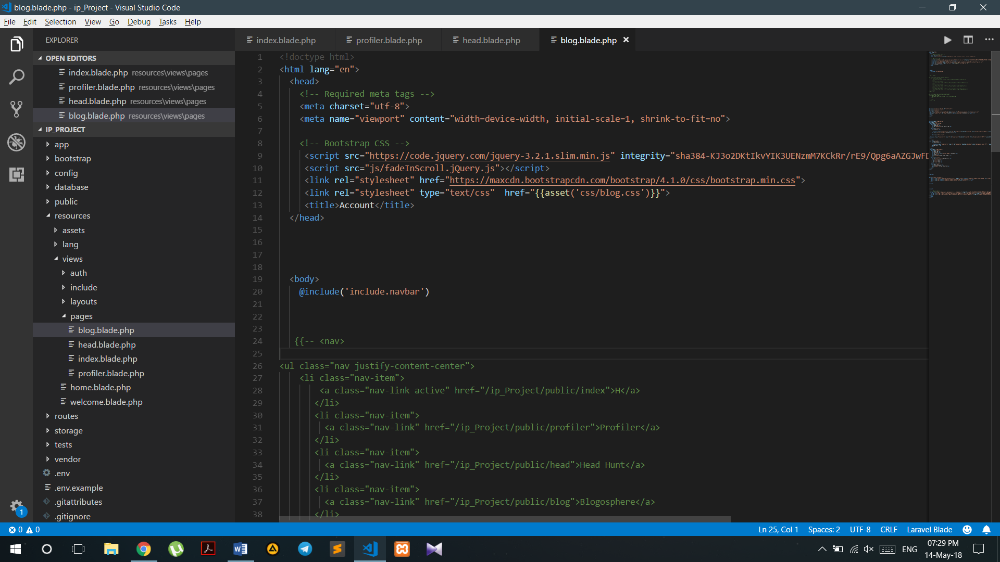 blog.blade.php - ip_Project - Visual Studio Code
File Edit Selection View Go Debug Tasks Help
EXPLORER
OPEN EDITORS
index.blade.php resources\views\pages
profiler.blade.php resources\views\pages
head.blade.php resources\views\pages
blog.blade.php resources\views\pages
IP_PROJECT
app
bootstrap
config
database
public
resources
assets
lang
views
auth
include
layouts
pages
blog.blade.php
head.blade.php
index.blade.php
profiler.blade.php
home.blade.php
welcome.blade.php
routes
storage
tests
vendor
.env
.env.example
.gitattributes
.gitignore
1
index.blade.php profiler.blade.php head.blade.php blog.blade.php
1 <!doctype html>
2 <html lang="en">
3 <head>
4 <!-- Required meta tags -->
5 <meta charset="utf-8">
6 <meta name="viewport" content="width=device-width, initial-scale=1, shrink-to-fit=no">
7
8 <!-- Bootstrap CSS -->
9 <script src="https://code.jquery.com/jquery-3.2.1.slim.min.js" integrity="sha384-KJ3o2DKtIkvYIK3UENzmM7KCkRr/rE9/Qpg6aAZGJwFD
10 <script src="js/fadeInScroll.jQuery.js"></script>
11 <link rel="stylesheet" href="https://maxcdn.bootstrapcdn.com/bootstrap/4.1.0/css/bootstrap.min.css">
12 <link rel="stylesheet" type="text/css"  href="{{asset('css/blog.css')}}">
13 <title>Account</title>
14 </head>
15
16
17
18
19 <body>
20 @include('include.navbar')
21
22
23
24 {{-- <nav>
25
26 <ul class="nav justify-content-center">
27 <li class="nav-item">
28 <a class="nav-link active" href="/ip_Project/public/index">H</a>
29 </li>
30 <li class="nav-item">
31 <a class="nav-link" href="/ip_Project/public/profiler">Profiler</a>
32 </li>
33 <li class="nav-item">
34 <a class="nav-link" href="/ip_Project/public/head">Head Hunt</a>
35 </li>
36 <li class="nav-item">
37 <a class="nav-link" href="/ip_Project/public/blog">Blogosphere</a>
38 </li>
0 0 Ln 25, Col 1 Spaces: 2 UTF-8 CRLF Laravel Blade
ENG
07:29 PM
14-May-18